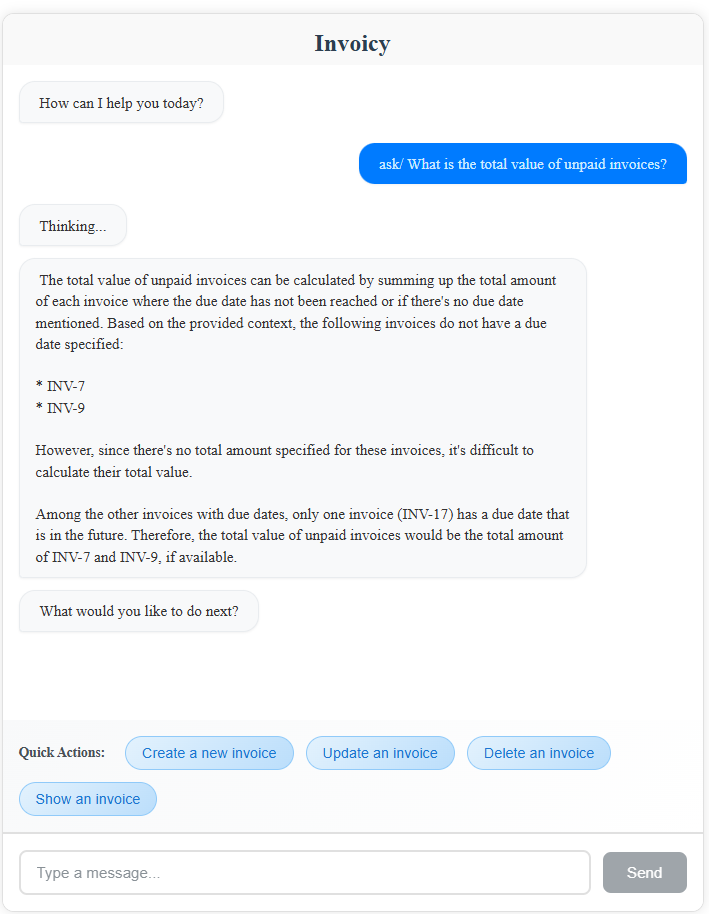 Invoicy
How can I help you today?
ask/ What is the total value of unpaid invoices?
Thinking...
The total value of unpaid invoices can be calculated by summing up the total amount
of each invoice where the due date has not been reached or if there's no due date
mentioned. Based on the provided context, the following invoices do not have a due
date specified:
* INV-7
* INV-9
However, since there's no total amount specified for these invoices, it's difficult to
calculate their total value.
Among the other invoices with due dates, only one invoice (INV-17) has a due date that
is in the future. Therefore, the total value of unpaid invoices would be the total amount
of INV-7 and INV-9, if available.
What would you like to do next?
Quick Actions: Create a new invoice Update an invoice Delete an invoice
Show an invoice
Type a message... Send